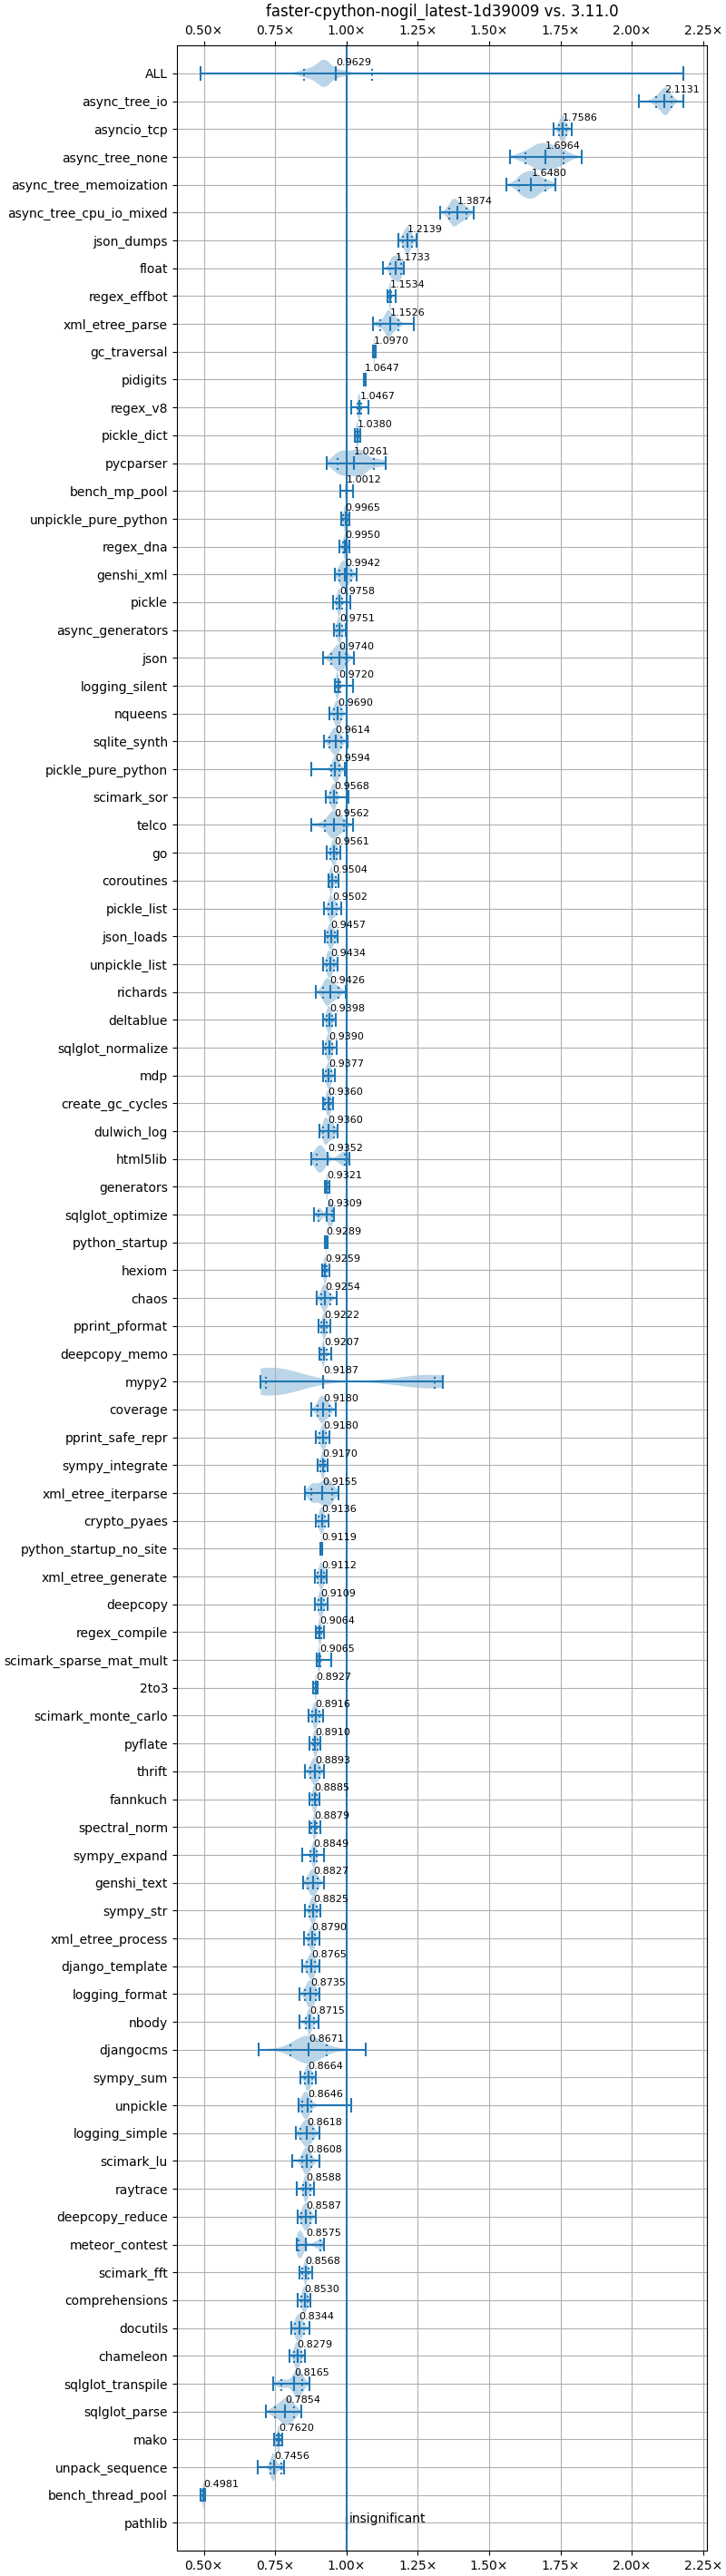 faster-cpython-nogil_latest-1d39009 vs. 3.11.0
0.50× 0.75× 1.00× 1.25× 1.50× 1.75× 2.00× 2.25×
ALL 0.9629
async_tree_io 2.1131
asyncio_tcp 1.7586
async_tree_none 1.6964
async_tree_memoization 1.6480
async_tree_cpu_io_mixed 1.3874
json_dumps 1.2139
float 1.1733
regex_effbot 1.1534
xml_etree_parse 1.1526
gc_traversal 1.0970
pidigits 1.0647
regex_v8 1.0467
pickle_dict 1.0380
pycparser 1.0261
bench_mp_pool 1.0012
unpickle_pure_python 0.9965
regex_dna 0.9950
genshi_xml 0.9942
pickle 0.9758
async_generators 0.9751
json 0.9740
logging_silent 0.9720
nqueens 0.9690
sqlite_synth 0.9614
pickle_pure_python 0.9594
scimark_sor 0.9568
telco 0.9562
go 0.9561
coroutines 0.9504
pickle_list 0.9502
json_loads 0.9457
unpickle_list 0.9434
richards 0.9426
deltablue 0.9398
sqlglot_normalize 0.9390
mdp 0.9377
create_gc_cycles 0.9360
dulwich_log 0.9360
html5lib 0.9352
generators 0.9321
sqlglot_optimize 0.9309
python_startup 0.9289
hexiom 0.9259
chaos 0.9254
pprint_pformat 0.9222
deepcopy_memo 0.9207
mypy2 0.9187
coverage 0.9180
pprint_safe_repr 0.9180
sympy_integrate 0.9170
xml_etree_iterparse 0.9155
crypto_pyaes 0.9136
python_startup_no_site 0.9119
xml_etree_generate 0.9112
deepcopy 0.9109
regex_compile 0.9064
scimark_sparse_mat_mult 0.9065
2to3 0.8927
scimark_monte_carlo 0.8916
pyflate 0.8910
thrift 0.8893
fannkuch 0.8885
spectral_norm 0.8879
sympy_expand 0.8849
genshi_text 0.8827
sympy_str 0.8825
xml_etree_process 0.8790
django_template 0.8765
logging_format 0.8735
nbody 0.8715
djangocms 0.8671
sympy_sum 0.8664
unpickle 0.8646
logging_simple 0.8618
scimark_lu 0.8608
raytrace 0.8588
deepcopy_reduce 0.8587
meteor_contest 0.8575
scimark_fft 0.8568
comprehensions 0.8530
docutils 0.8344
chameleon 0.8279
sqlglot_transpile 0.8165
sqlglot_parse 0.7854
mako 0.7620
unpack_sequence 0.7456
bench_thread_pool 0.4981
pathlib insignificant
0.50× 0.75× 1.00× 1.25× 1.50× 1.75× 2.00× 2.25×